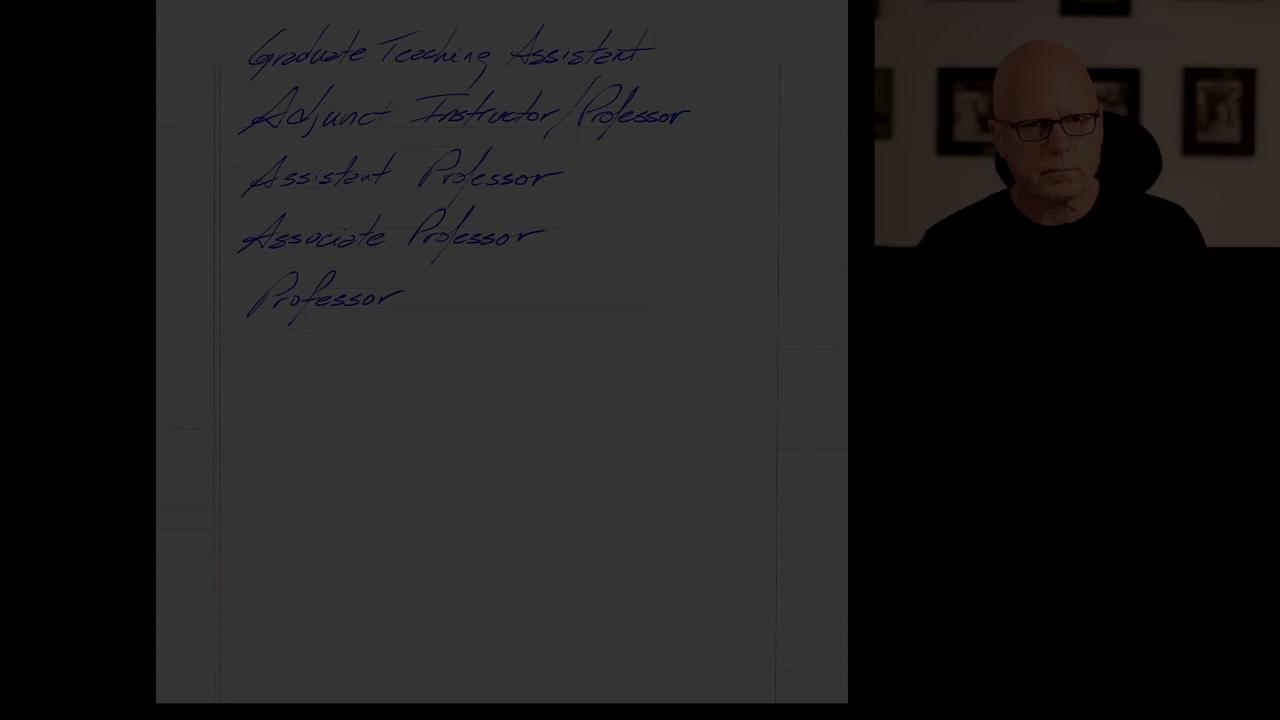 Graduate Teaching Assistant
Adjunct Instructor/Professor
Assistant Professor
Associate Professor
Professor